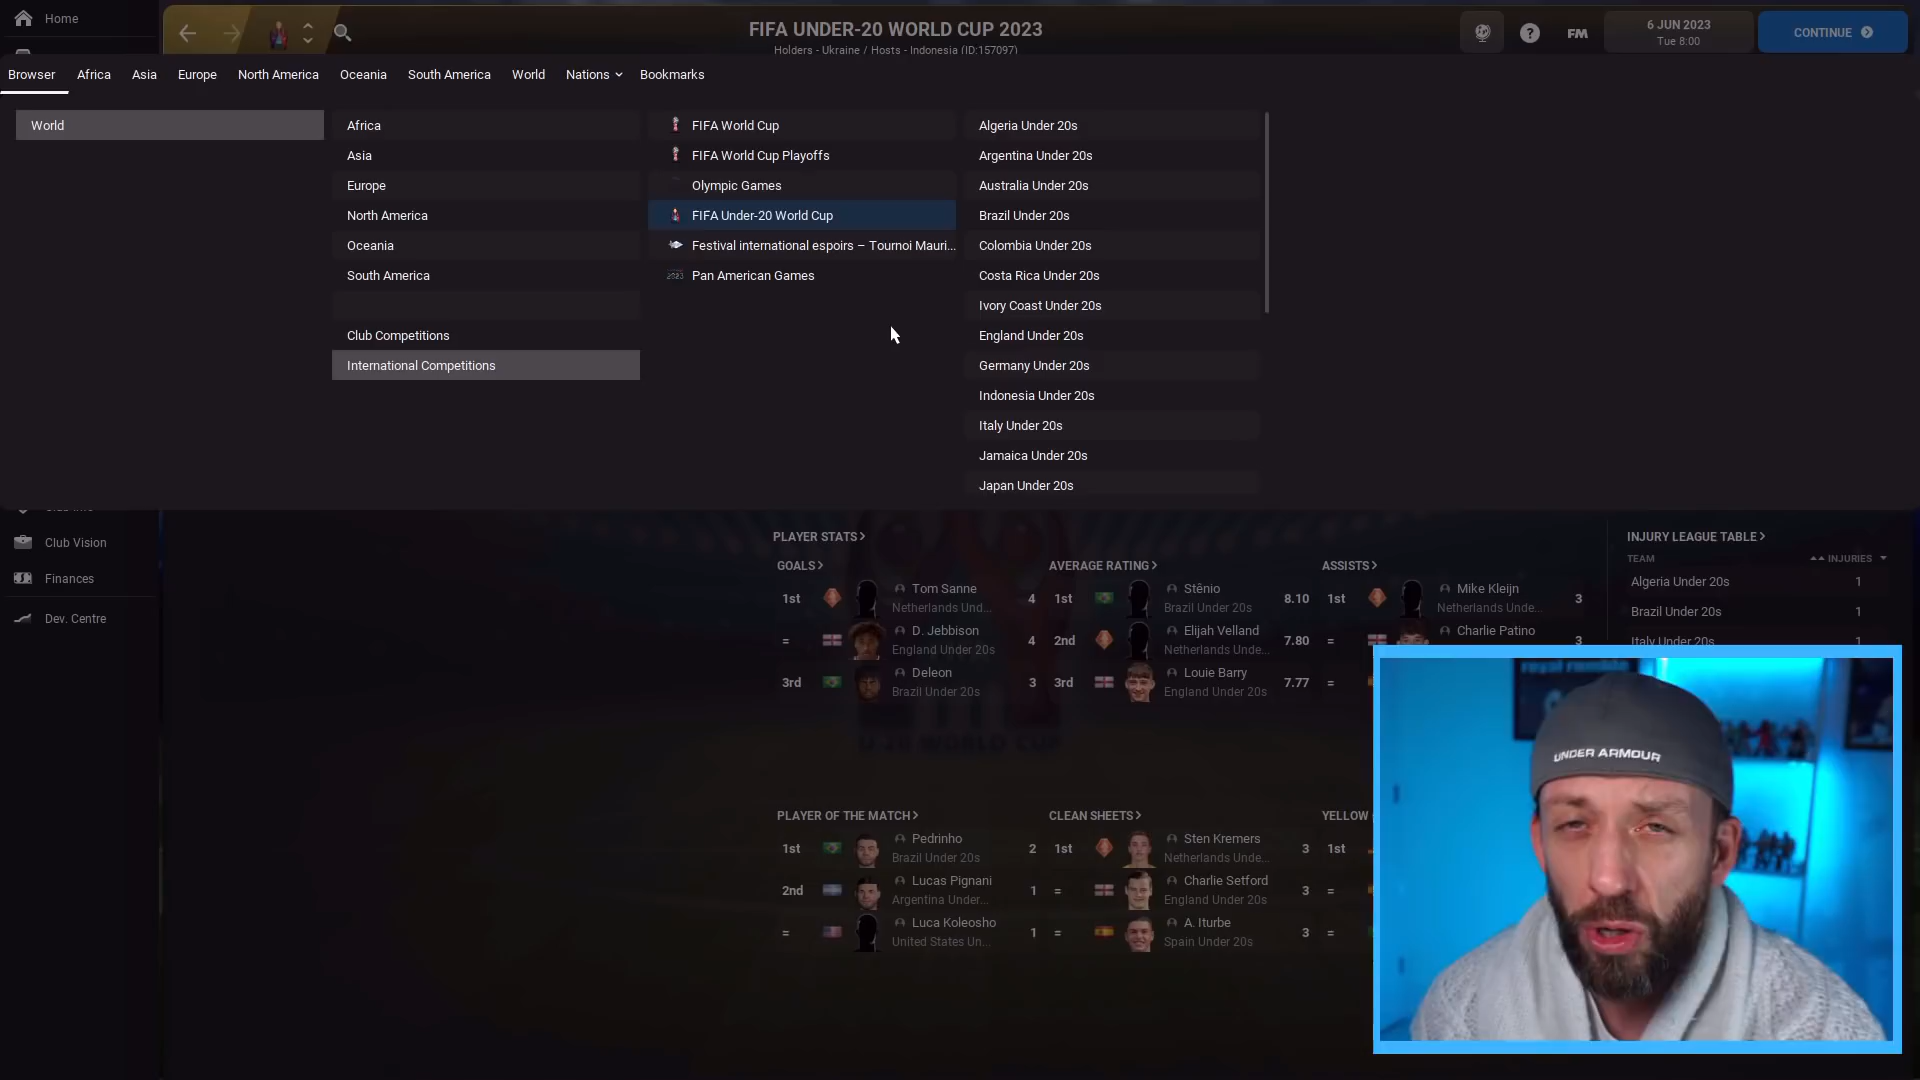 Home
FIFA UNDER-20 WORLD CUP 2023
Holders - Ukraine / Hosts - Indonesia (ID:157097)
FM
6 JUN 2023
Tue 8:00
CONTINUE
Browser
Africa
Asia
Europe
North America
Oceania
South America
World
Nations
Bookmarks
World
Africa
Asia
Europe
North America
Oceania
South America
Club Competitions
International Competitions
FIFA World Cup
FIFA World Cup Playoffs
Olympic Games
FIFA Under-20 World Cup
Festival international espoirs – Tournoi Mauri...
2023
Pan American Games
Algeria Under 20s
Argentina Under 20s
Australia Under 20s
Brazil Under 20s
Colombia Under 20s
Costa Rica Under 20s
Ivory Coast Under 20s
England Under 20s
Germany Under 20s
Indonesia Under 20s
Italy Under 20s
Jamaica Under 20s
Japan Under 20s
Club Vision
Finances
Dev. Centre
PLAYER STATS
GOALS
1st Tom Sanne 4
Netherlands Und...
= D. Jebbison 4
England Under 20s
3rd Deleon 3
Brazil Under 20s
AVERAGE RATING
1st Stênio 8.10
Brazil Under 20s
2nd Elijah Velland 7.80
Netherlands Unde...
3rd Louie Barry 7.77
England Under 20s
ASSISTS
1st Mike Kleijn 3
Netherlands Unde...
= Charlie Patino 3
=
INJURY LEAGUE TABLE
TEAM INJURIES
Algeria Under 20s 1
Brazil Under 20s 1
Italy Under 20s 1
U-20 WORLD CUP
PLAYER OF THE MATCH
1st Pedrinho 2
Brazil Under 20s
2nd Lucas Pignani 1
Argentina Under...
= Luca Koleosho 1
United States Un...
CLEAN SHEETS
1st Sten Kremers 3
Netherlands Unde...
= Charlie Setford 3
England Under 20s
= A. Iturbe 3
Spain Under 20s
YELLOW
1st
=
=
royal rumble
UNDER ARMOUR